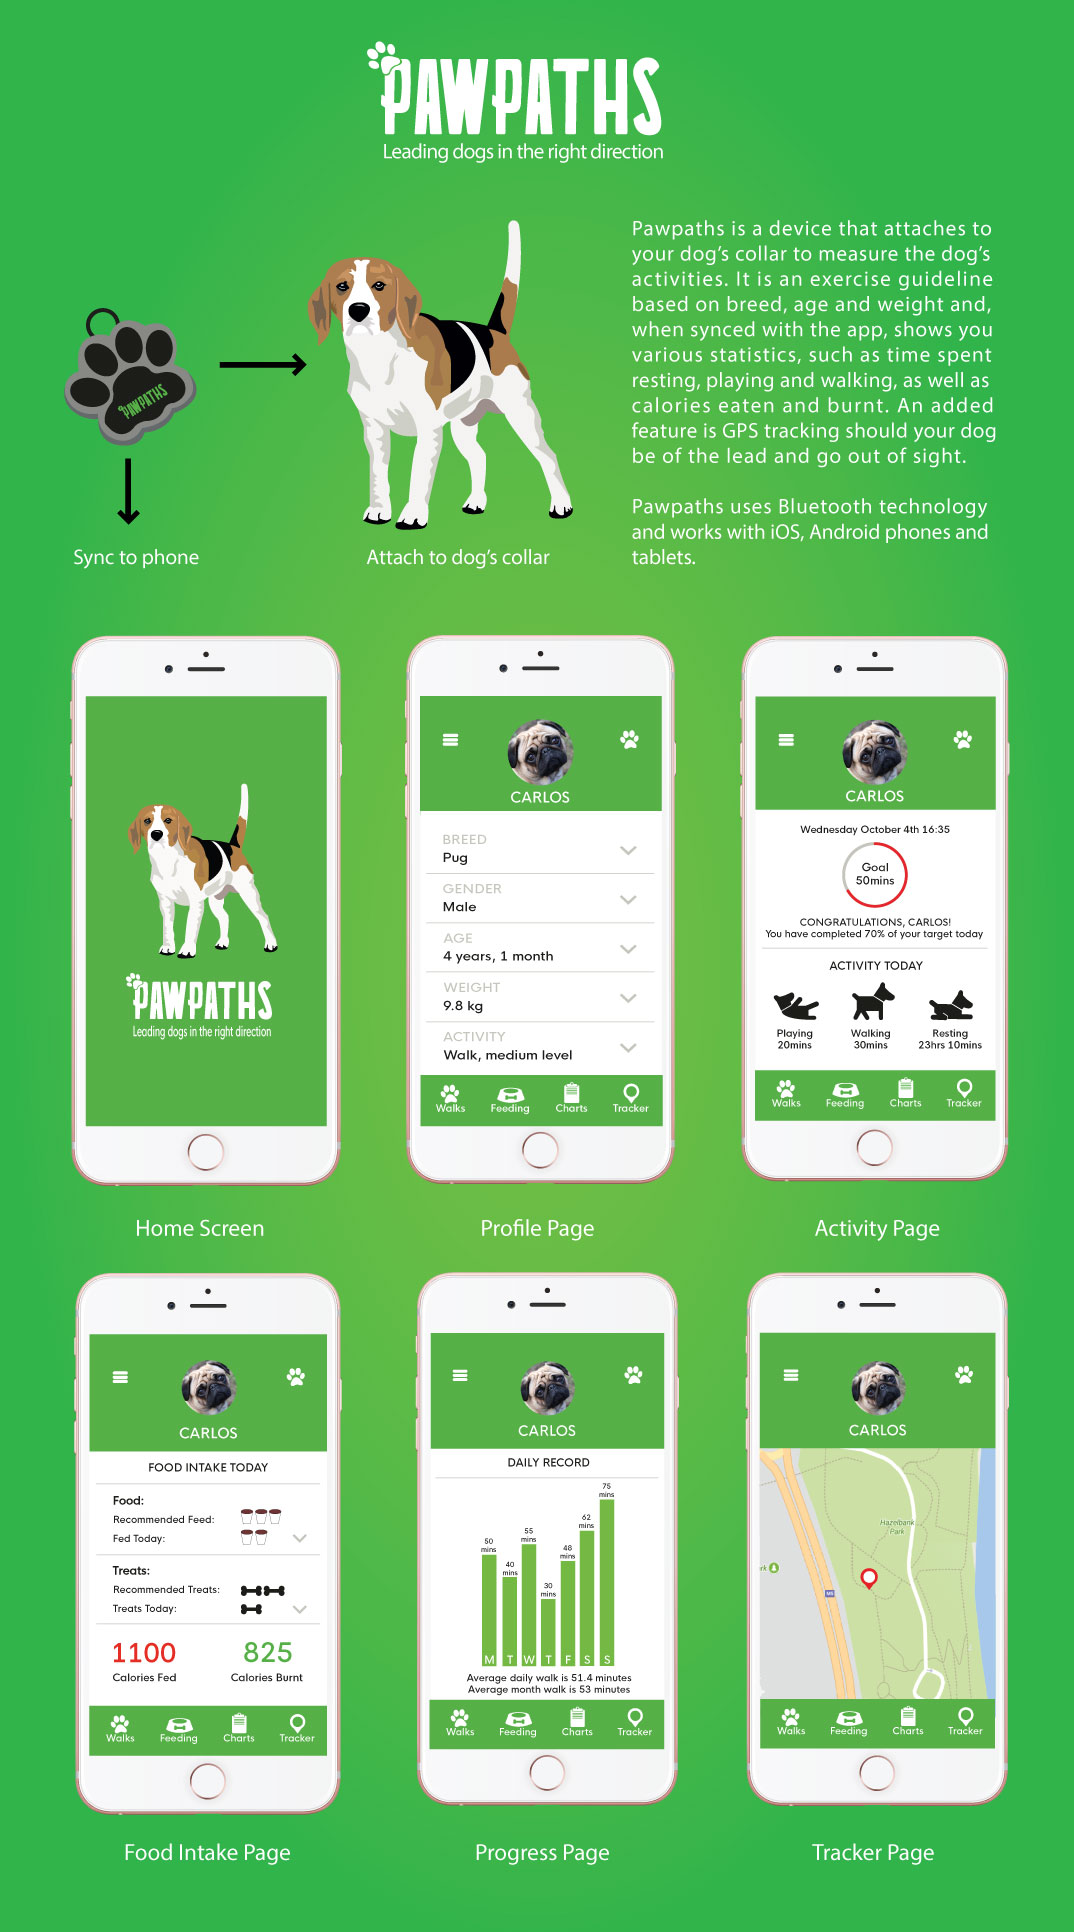 PAWPATHS
Leading dogs in the right direction
Pawpaths is a device that attaches to
your dog's collar to measure the dog's
activities. It is an exercise guideline
based on breed, age and weight and,
when synced with the app, shows you
various statistics, such as time spent
resting, playing and walking, as well as
calories eaten and burnt. An added
feature is GPS tracking should your dog
be of the lead and go out of sight.
Pawpaths uses Bluetooth technology
and works with iOS, Android phones and
tablets.
PAWPATHS
Sync to phone
Attach to dog's collar
PAWPATHS
Leading dogs in the right direction
Home Screen
CARLOS
BREED
Pug
GENDER
Male
AGE
4 years, 1 month
WEIGHT
9.8 kg
ACTIVITY
Walk, medium level
Walks Feeding Charts Tracker
Profile Page
CARLOS
Wednesday October 4th 16:35
Goal
50mins
CONGRATULATIONS, CARLOS!
You have completed 70% of your target today
ACTIVITY TODAY
Playing Walking Resting
20mins 30mins 23hrs 10mins
Walks Feeding Charts Tracker
Activity Page
CARLOS
FOOD INTAKE TODAY
Food:
Recommended Feed:
Fed Today:
Treats:
Recommended Treats:
Treats Today:
1100 825
Calories Fed Calories Burnt
Walks Feeding Charts Tracker
Food Intake Page
CARLOS
DAILY RECORD
50 mins
40 mins
55 mins
30 mins
48 mins
62 mins
75 mins
M T W T F S S
Average daily walk is 51.4 minutes
Average month walk is 53 minutes
Walks Feeding Charts Tracker
Progress Page
CARLOS
Hazelbank
Park
rk
Walks Feeding Charts Tracker
Tracker Page